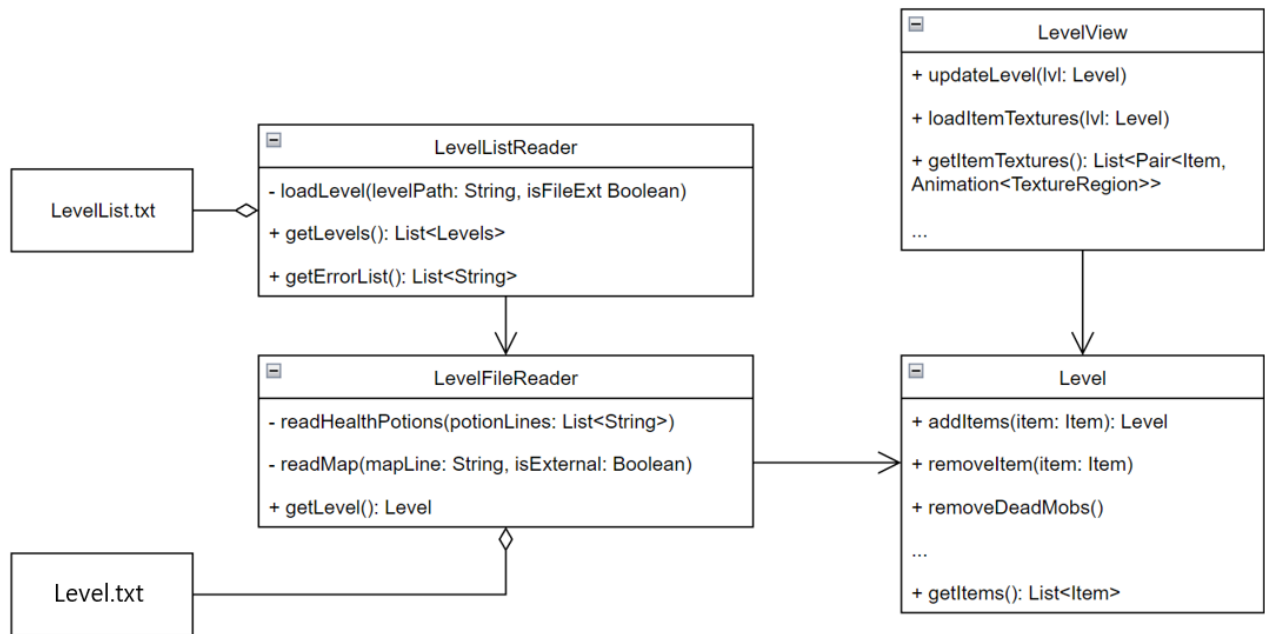 LevelView
+ updateLevel(lvl: Level)
+ loadItemTextures(lvl: Level)
+ getItemTextures(): List<Pair<Item,
Animation<TextureRegion>>
...
LevelListReader
- loadLevel(levelPath: String, isFileExt Boolean)
+ getLevels(): List<Levels>
+ getErrorList(): List<String>
LevelList.txt
LevelFileReader
- readHealthPotions(potionLines: List<String>)
- readMap(mapLine: String, isExternal: Boolean)
+ getLevel(): Level
Level
+ addItems(item: Item): Level
+ removeItem(item: Item)
+ removeDeadMobs()
...
+ getItems(): List<Item>
Level.txt